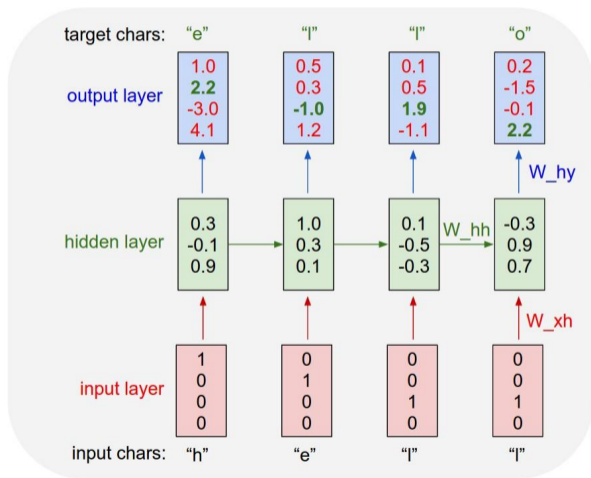 target chars: “e” “l” “l” “o”
1.0 0.5 0.1 0.2
2.2 0.3 0.5 -1.5
output layer
-3.0 -1.0 1.9 -0.1
4.1 1.2 -1.1 2.2
W_hy
0.3 1.0 0.1 W_hh -0.3
hidden layer -0.1 0.3 -0.5 0.9
0.9 0.1 -0.3 0.7
W_xh
1 0 0 0
0 1 0 0
input layer
0 0 1 1
0 0 0 0
input chars: “h” “e” “l” “l”